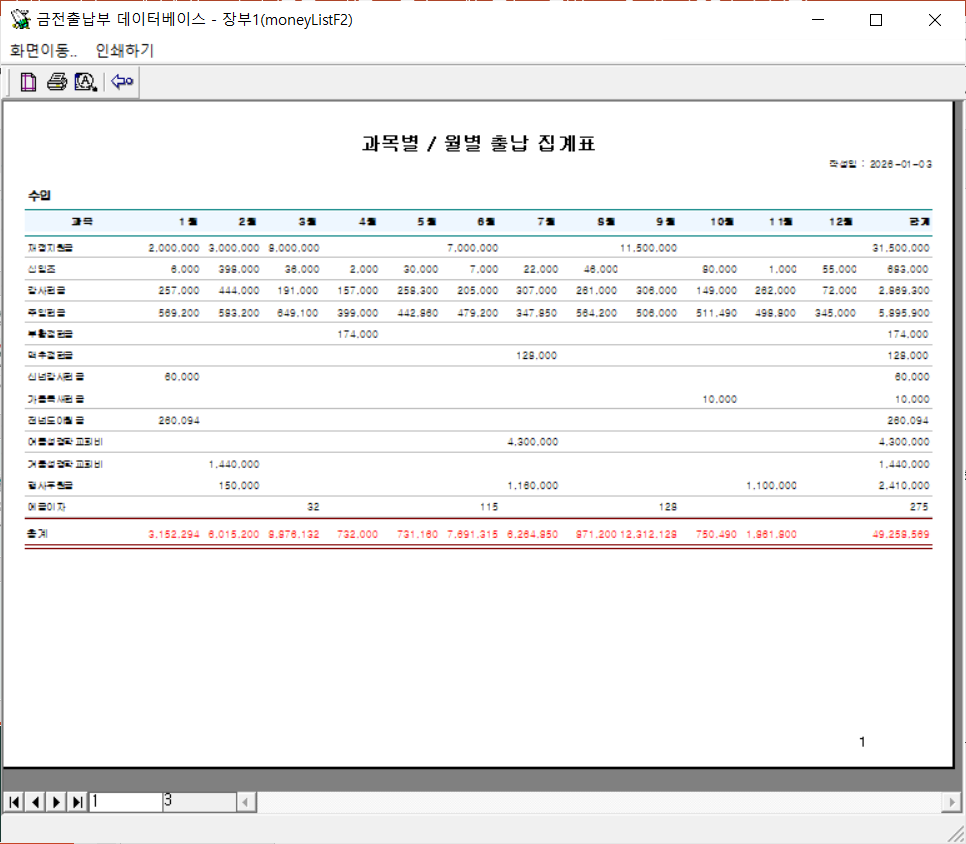 금전출납부 데이터베이스 - 장부1(moneyListF2)
화면이동.. 인쇄하기
과목별 / 월별 출납 집계표
작성일 : 2026-01-03
수입
과목 1월 2월 3월 4월 5월 6월 7월 8월 9월 10월 11월 12월 합계
재정지원금 2,000,000 3,000,000 8,000,000 7,000,000 11,500,000 31,500,000
십일조 6,000 398,000 36,000 2,000 30,000 7,000 22,000 46,000 80,000 1,000 55,000 683,000
감사헌금 257,000 444,000 191,000 157,000 258,300 205,000 307,000 261,000 306,000 149,000 262,000 72,000 2,869,300
주일헌금 569,200 583,200 649,100 399,000 442,860 479,200 347,850 564,200 506,000 511,490 498,800 345,000 5,895,900
부활절헌금 174,000 174,000
맥추절헌금 128,000 128,000
신년감사헌금 60,000 60,000
가을특새헌금 10,000 10,000
전년도이월금 260,094 260,094
여름성경학교회비 4,300,000 4,300,000
겨울성경학교회비 1,440,000 1,440,000
행사후원금 150,000 1,160,000 1,100,000 2,410,000
예금이자 32 115 128 275
총계 3,152,294 6,015,200 8,876,132 732,000 731,160 7,691,315 6,264,850 871,200 12,312,128 750,490 1,861,800 49,258,569
1
1 3